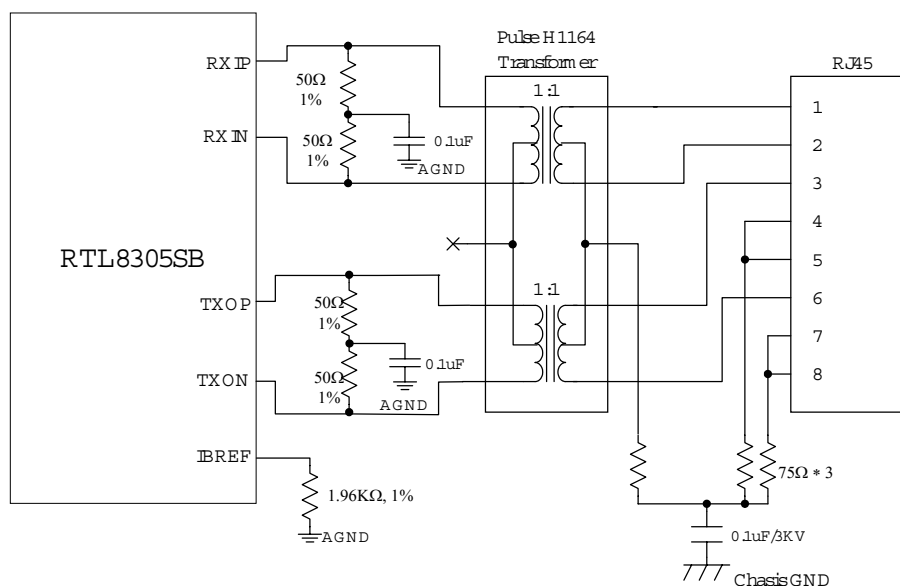 Pulse H1164
Transformer
RJ45
RTL8305SB
RXIP
RXIN
TXOP
TXON
IBREF
50Ω
1%
50Ω
1%
0.1uF
AGND
50Ω
1%
50Ω
1%
0.1uF
AGND
1.96KΩ, 1%
AGND
1:1
1:1
1
2
3
4
5
6
7
8
75Ω * 3
0.1uF/3KV
Chasis GND